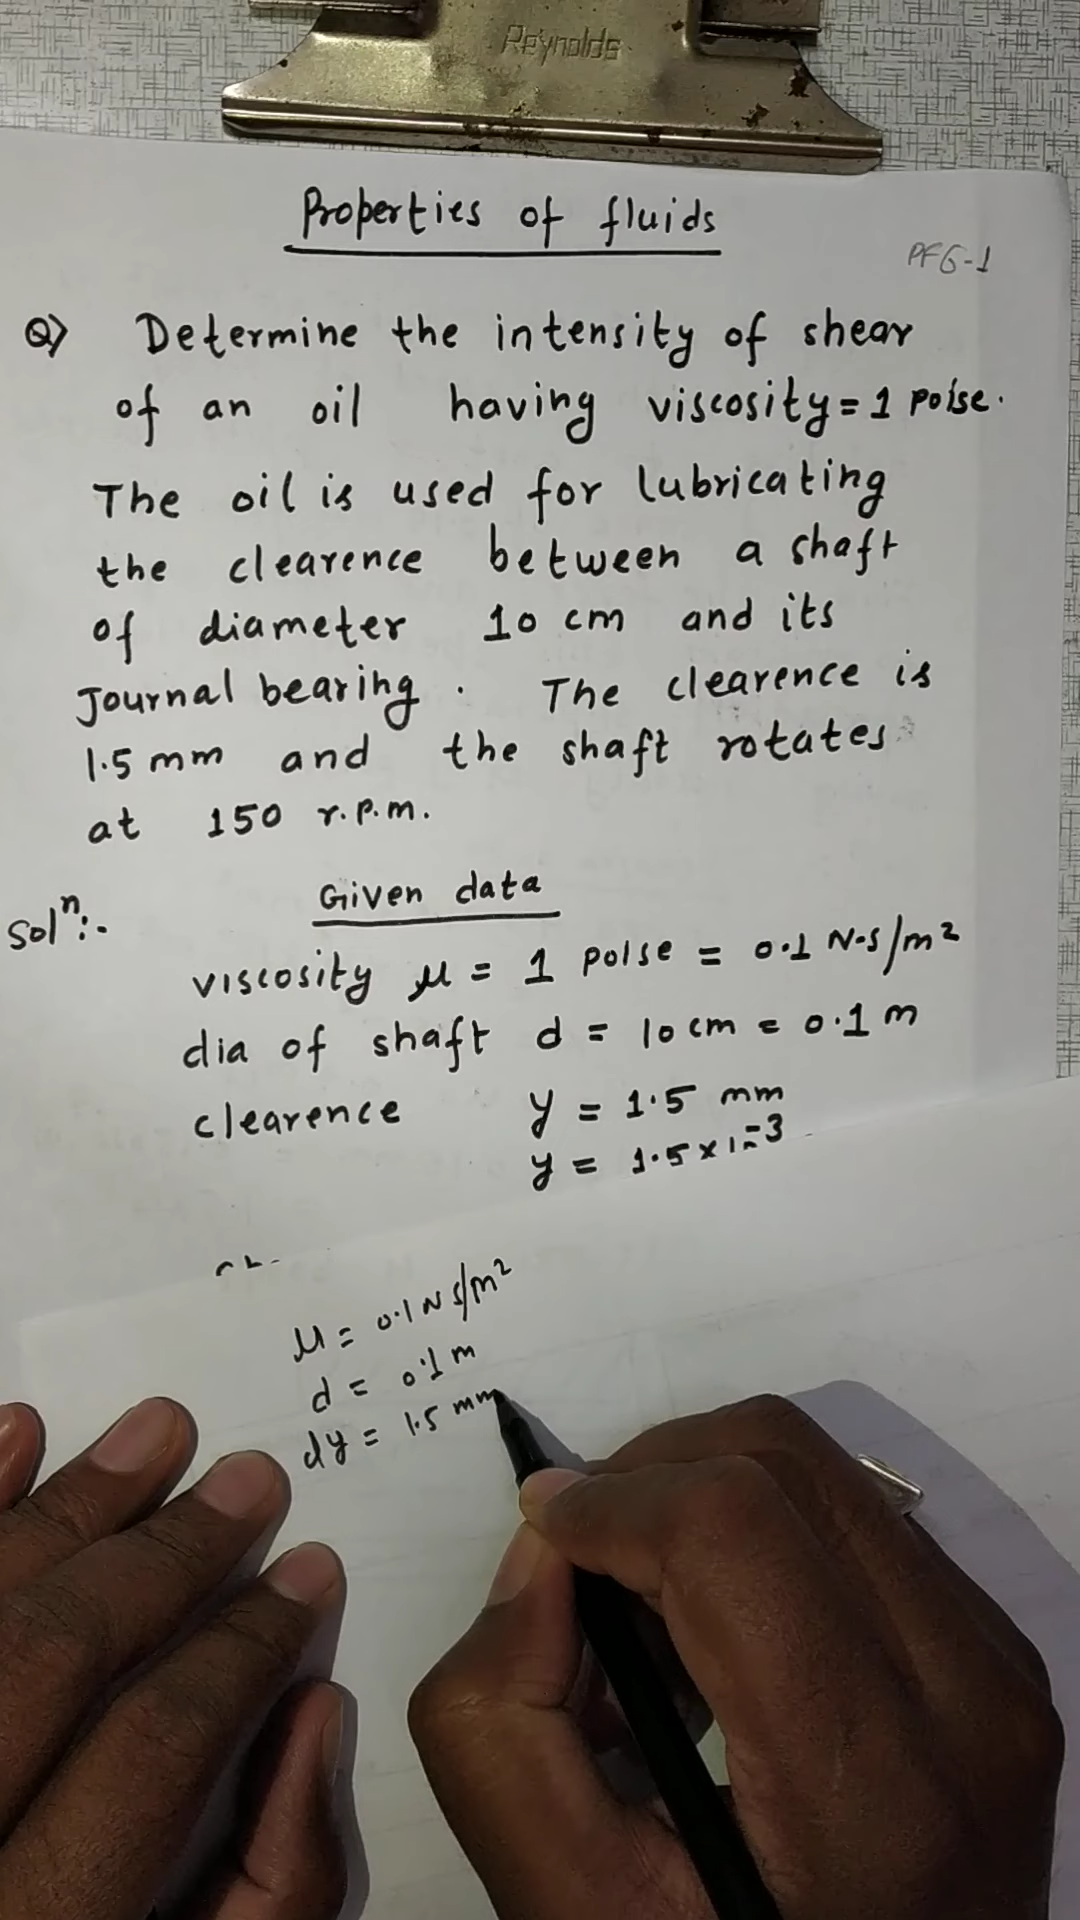 Reynolds
Properties of fluids
PFG-1
Q) Determine the intensity of shear
of an oil having viscosity = 1 poise.
The oil is used for lubricating
the clearence between a shaft
of diameter 10 cm and its
Journal bearing. The clearence is
1.5 mm and the shaft rotates
at 150 r.p.m.
Solⁿ:- Given data
viscosity μ = 1 poise = 0.1 N-s/m²
dia of shaft d = 10 cm = 0.1 m
clearence y = 1.5 mm
y = 1.5 ×
μ = 0.1 N s/m²
d = 0.1 m
dy = 1.5 mm